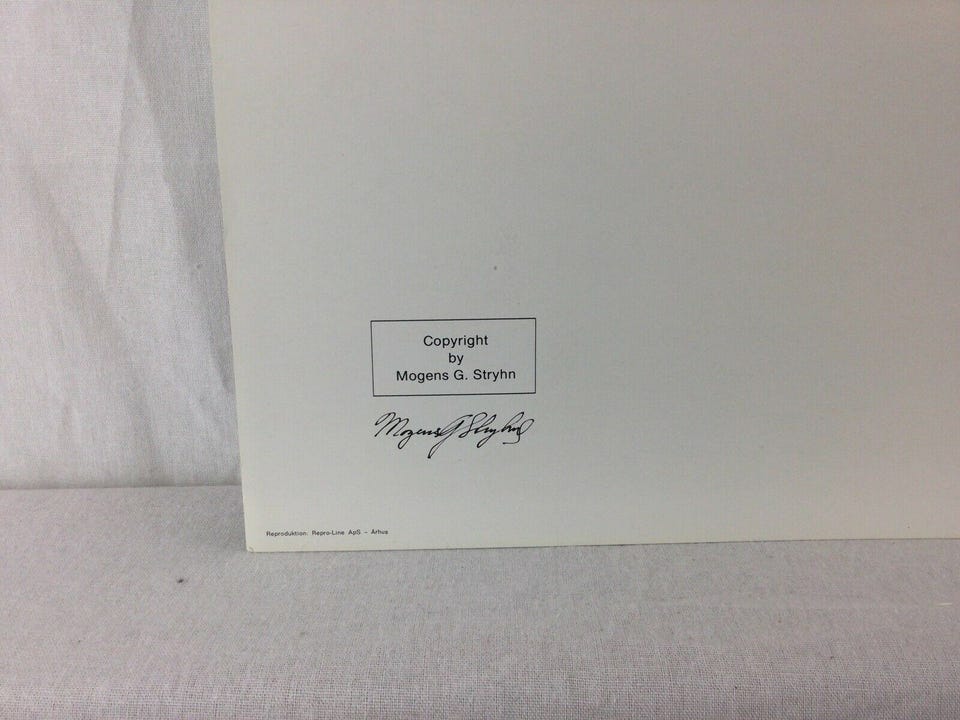 Copyright
by
Mogens G. Stryhn
Mogens G Stryhn
Reproduktion: Repro-Line ApS - Århus